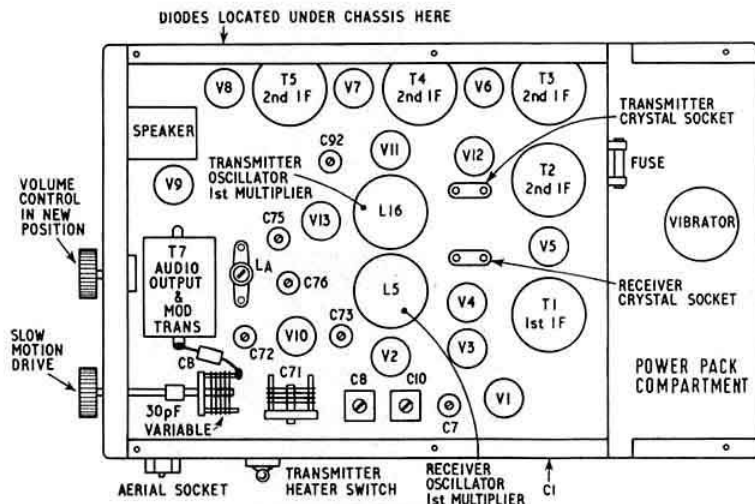 DIODES LOCATED UNDER CHASSIS HERE
V8
T5
2nd IF
V7
T4
2nd IF
V6
T3
2nd IF
TRANSMITTER
CRYSTAL SOCKET
SPEAKER
C92
V11
V12
FUSE
TRANSMITTER
OSCILLATOR
1st MULTIPLIER
T2
2nd IF
V9
VOLUME
CONTROL
IN NEW
POSITION
L16
VIBRATOR
C75
V13
T7
AUDIO
OUTPUT
&
MOD
TRANS
LA
V5
C76
L5
RECEIVER
CRYSTAL SOCKET
V4
T1
1st IF
SLOW
MOTION
DRIVE
C73
V10
C72
V3
V2
CB
C71
POWER PACK
COMPARTMENT
C8
C10
V1
30pF
VARIABLE
C7
AERIAL SOCKET
TRANSMITTER
HEATER SWITCH
RECEIVER
OSCILLATOR
1st MULTIPLIER
C1